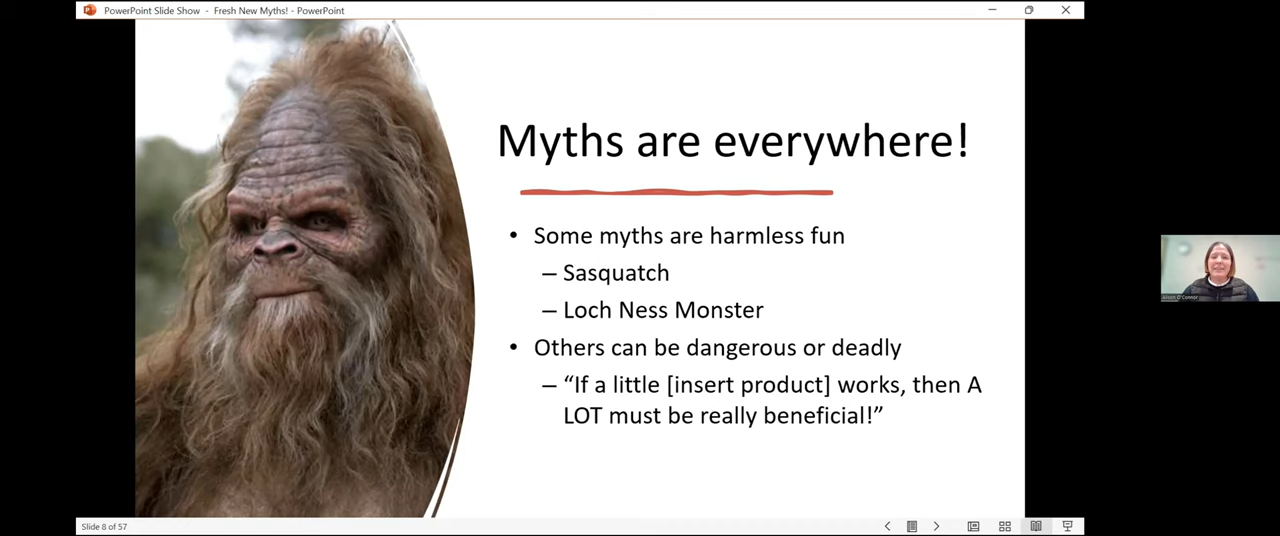 PowerPoint Slide Show - Fresh New Myths! - PowerPoint
Myths are everywhere!
• Some myths are harmless fun
– Sasquatch
– Loch Ness Monster
• Others can be dangerous or deadly
– “If a little [insert product] works, then A
LOT must be really beneficial!”
Alison O'Connor
Slide 8 of 57